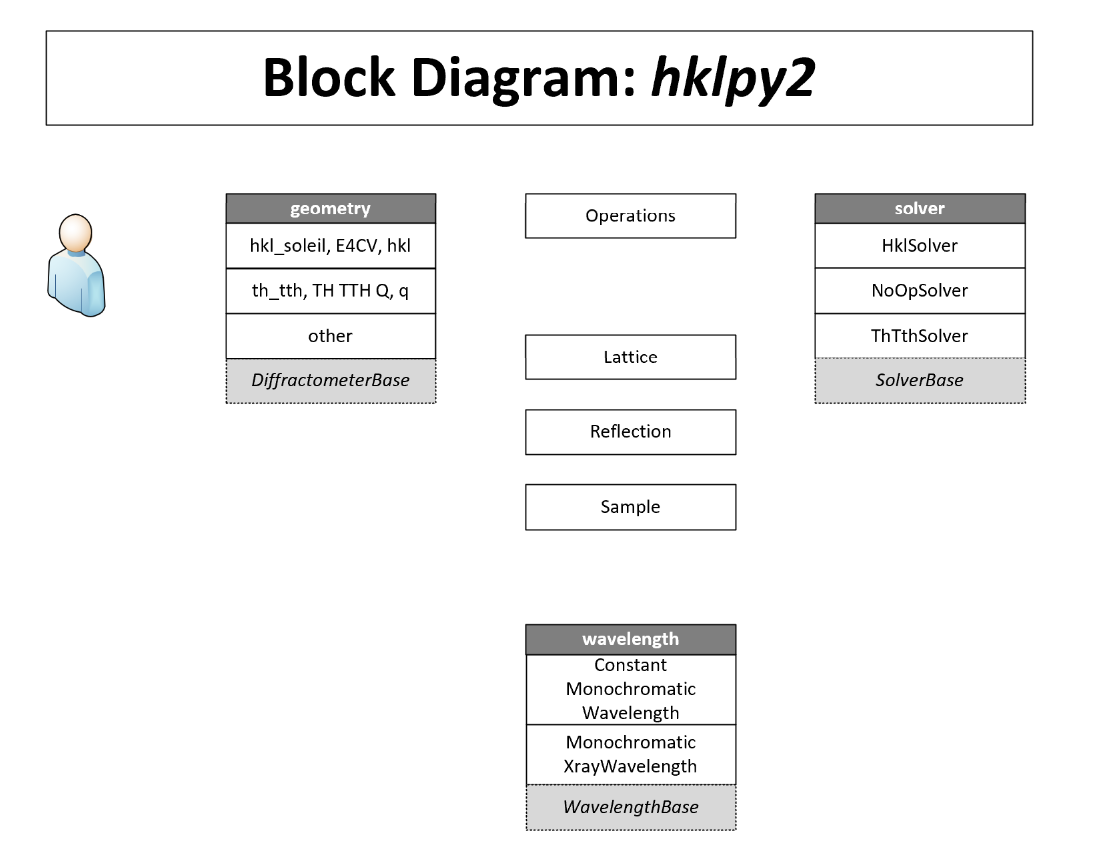 Block Diagram: hklpy2
geometry
hkl_soleil, E4CV, hkl
th_tth, TH TTH Q, q
other
DiffractometerBase
Operations
Lattice
Reflection
Sample
solver
HklSolver
NoOpSolver
ThTthSolver
SolverBase
wavelength
Constant
Monochromatic
Wavelength
Monochromatic
XrayWavelength
WavelengthBase